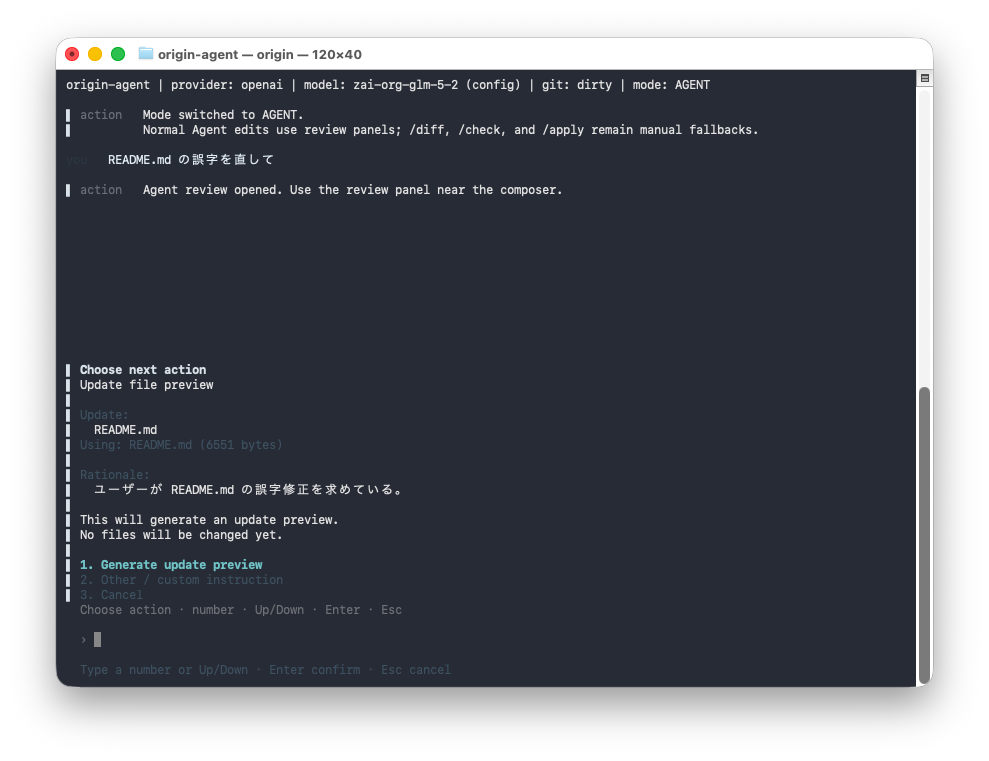 origin-agent — origin — 120×40
origin-agent | provider: openai | model: zai-org-glm-5-2 (config) | git: dirty | mode: AGENT
action Mode switched to AGENT.
Normal Agent edits use review panels; /diff, /check, and /apply remain manual fallbacks.
you README.md の誤字を直して
action Agent review opened. Use the review panel near the composer.
Choose next action
Update file preview
Update:
README.md
Using: README.md (6551 bytes)
Rationale:
ユーザーが README.md の誤字修正を求めている。
This will generate an update preview.
No files will be changed yet.
1. Generate update preview
2. Other / custom instruction
3. Cancel
Choose action · number · Up/Down · Enter · Esc
›
Type a number or Up/Down · Enter confirm · Esc cancel